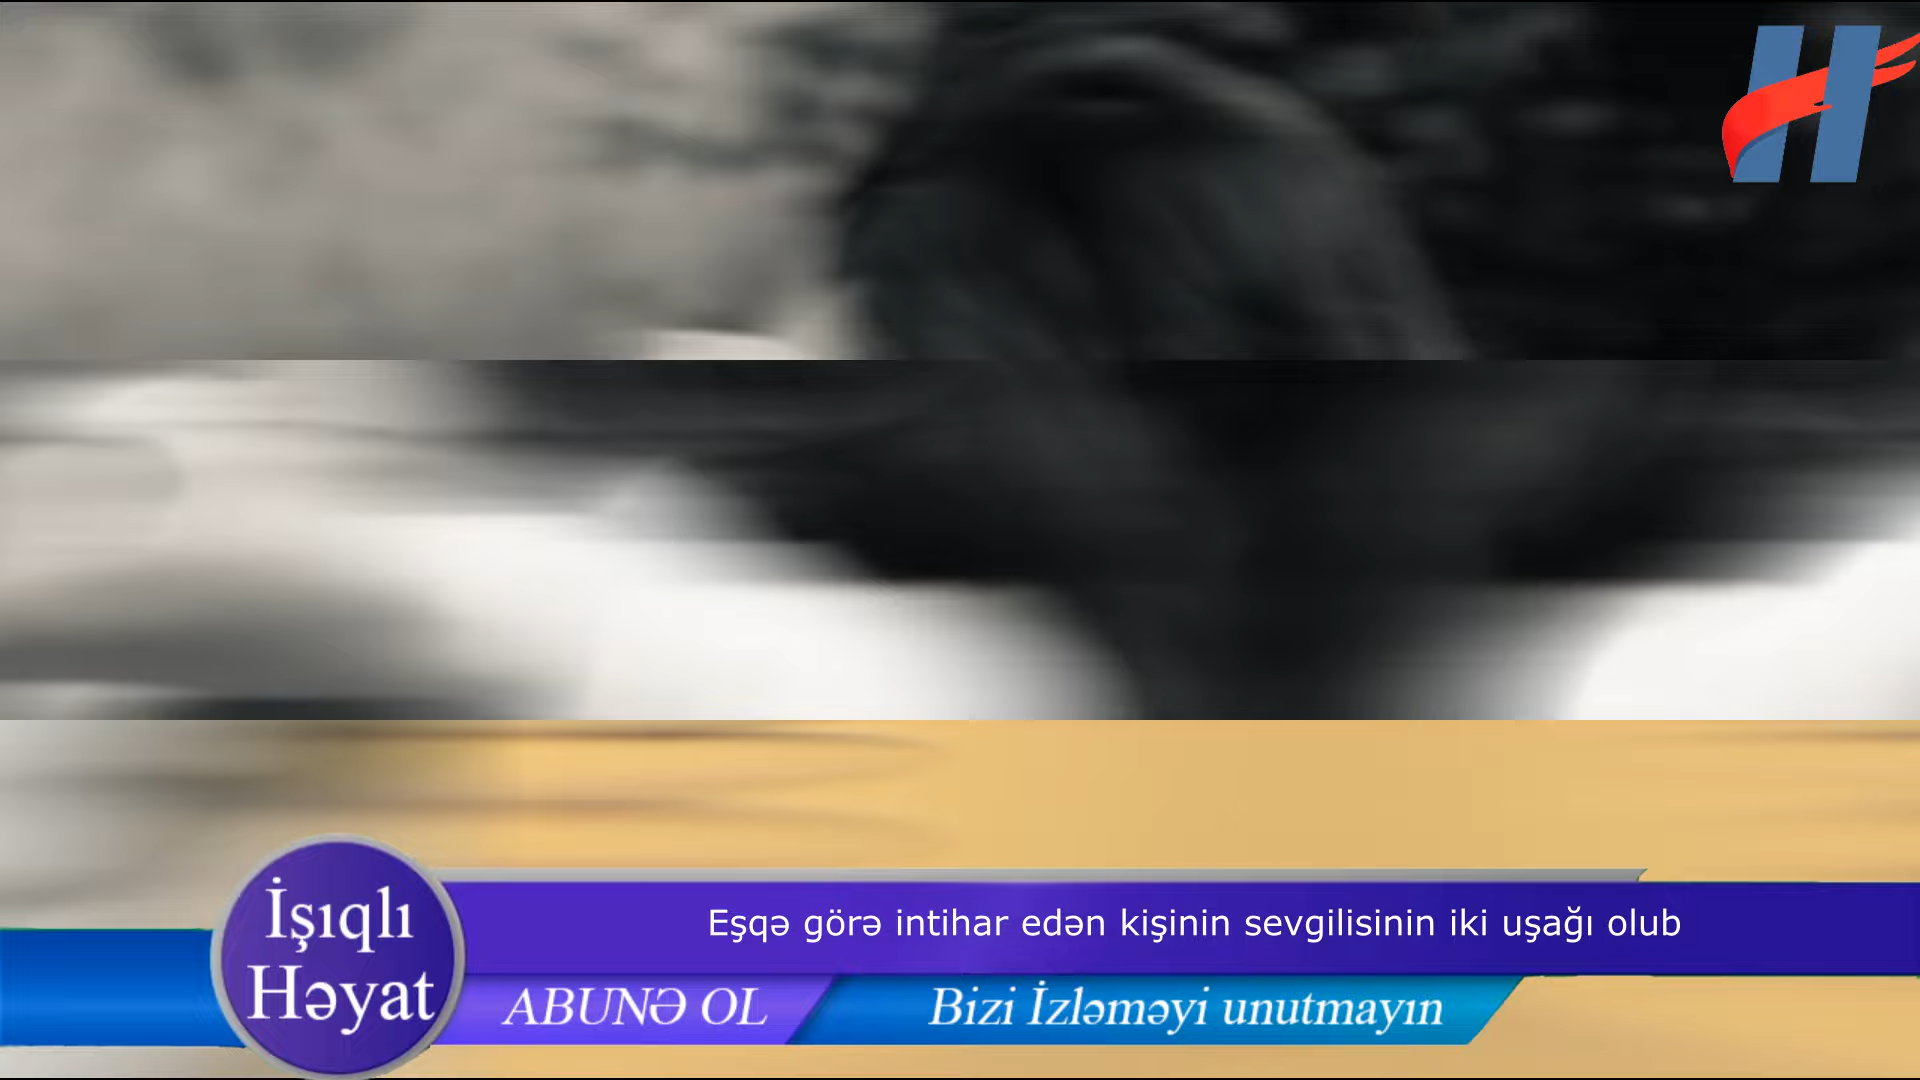 Eşqə görə intihar edən kişinin sevgilisinin iki uşağı olub
İşıqlı
Həyat
ABUNƏ OL
Bizi İzləməyi unutmayın